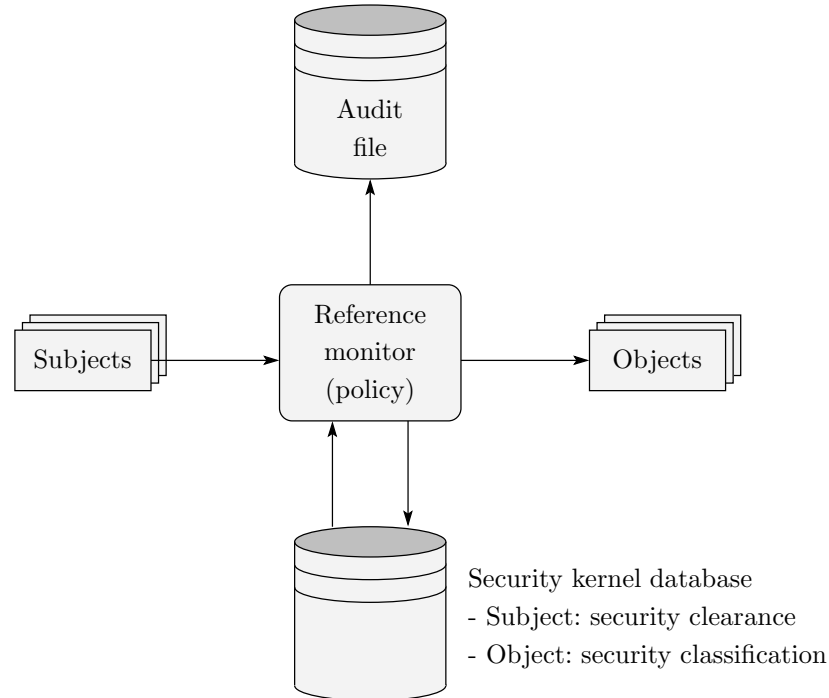 Audit
file
Subjects
Reference
monitor
(policy)
Objects
Security kernel database
- Subject: security clearance
- Object: security classification